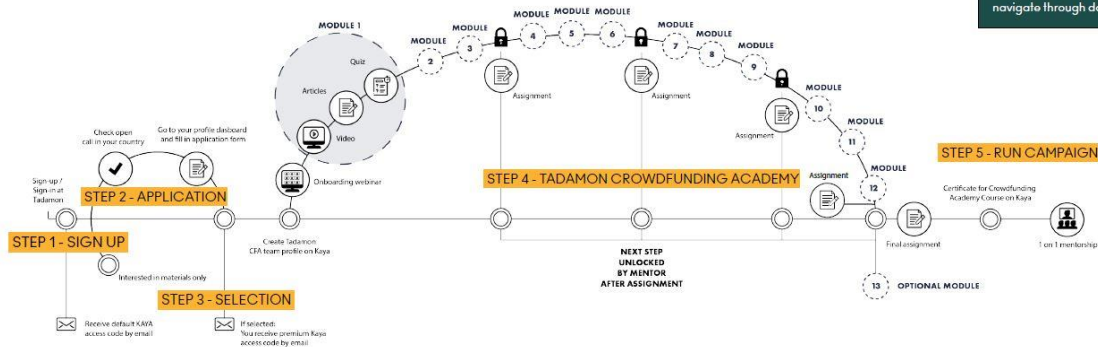 navigate through d
MODULE 1
Quiz
Articles
Video
Onboarding webinar
MODULE
2
MODULE
3
MODULE
4
MODULE
5
MODULE
6
MODULE
7
MODULE
8
MODULE
9
MODULE
10
MODULE
11
MODULE
12
Assignment
Assignment
Assignment
Assignment
Check open
call in your country
Go to your profile dasboard
and fill in application form
Sign-up /
Sign-in at
Tadamon
STEP 2 - APPLICATION
STEP 1 - SIGN UP
Interested in materials only
Create Tadamon
CFA team profile on Kaya
STEP 3 - SELECTION
Receive default KAYA
access code by email
If selected:
You receive premium Kaya
access code by email
STEP 4 - TADAMON CROWDFUNDING ACADEMY
NEXT STEP
UNLOCKED
BY MENTOR
AFTER ASSIGNMENT
Final assignment
13 OPTIONAL MODULE
STEP 5 - RUN CAMPAIGN
Certificate for Crowdfunding
Academy Course on Kaya
1 on 1 mentorship